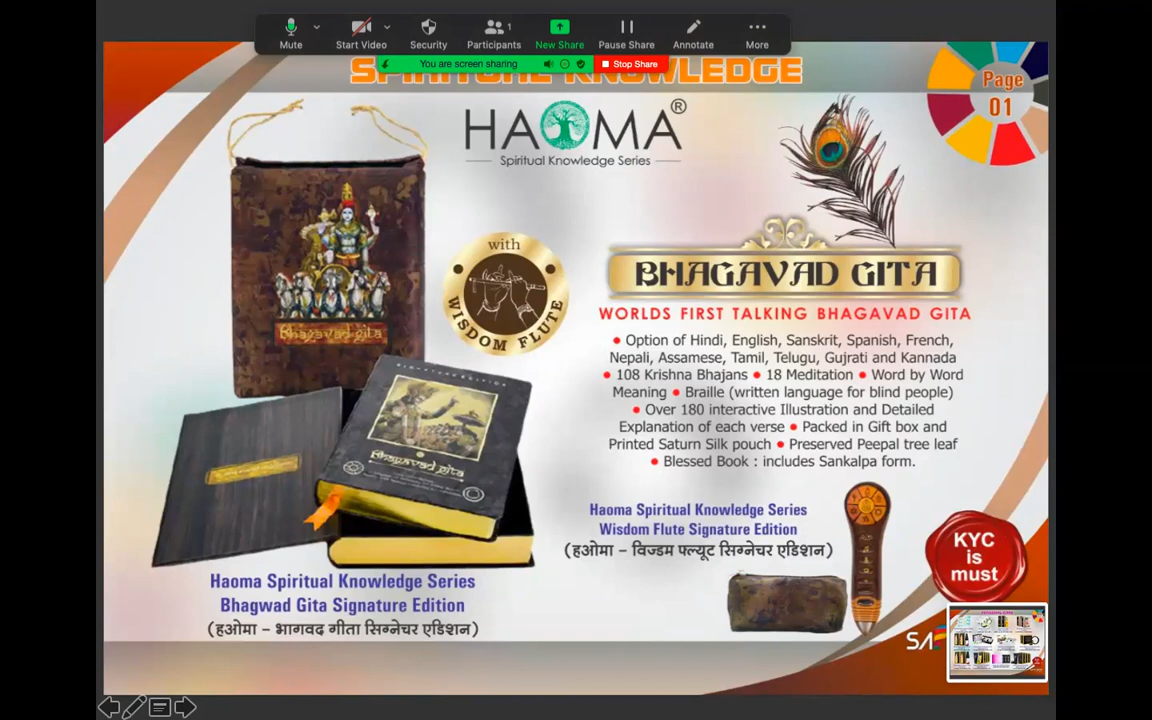 Mute
Start Video
Security
Participants
1
New Share
Pause Share
Annotate
More
You are screen sharing
Stop Share
SPIRITUAL KNOWLEDGE
Page
01
HAOMA®
Spiritual Knowledge Series
with
WISDOM FLUTE
Bhagavad gita
SIGNATURE EDITION
Bhagavad gita
BHAGAVAD GITA
WORLDS FIRST TALKING BHAGAVAD GITA
• Option of Hindi, English, Sanskrit, Spanish, French,
Nepali, Assamese, Tamil, Telugu, Gujrati and Kannada
• 108 Krishna Bhajans • 18 Meditation • Word by Word
Meaning • Braille (written language for blind people)
• Over 180 interactive Illustration and Detailed
Explanation of each verse • Packed in Gift box and
Printed Saturn Silk pouch • Preserved Peepal tree leaf
• Blessed Book : includes Sankalpa form.
Haoma Spiritual Knowledge Series
Wisdom Flute Signature Edition
(हओमा – विज्डम फ्ल्यूट सिग्नेचर एडिशन)
KYC
is
must
Haoma Spiritual Knowledge Series
Bhagwad Gita Signature Edition
(हओमा – भागवद गीता सिग्नेचर एडिशन)